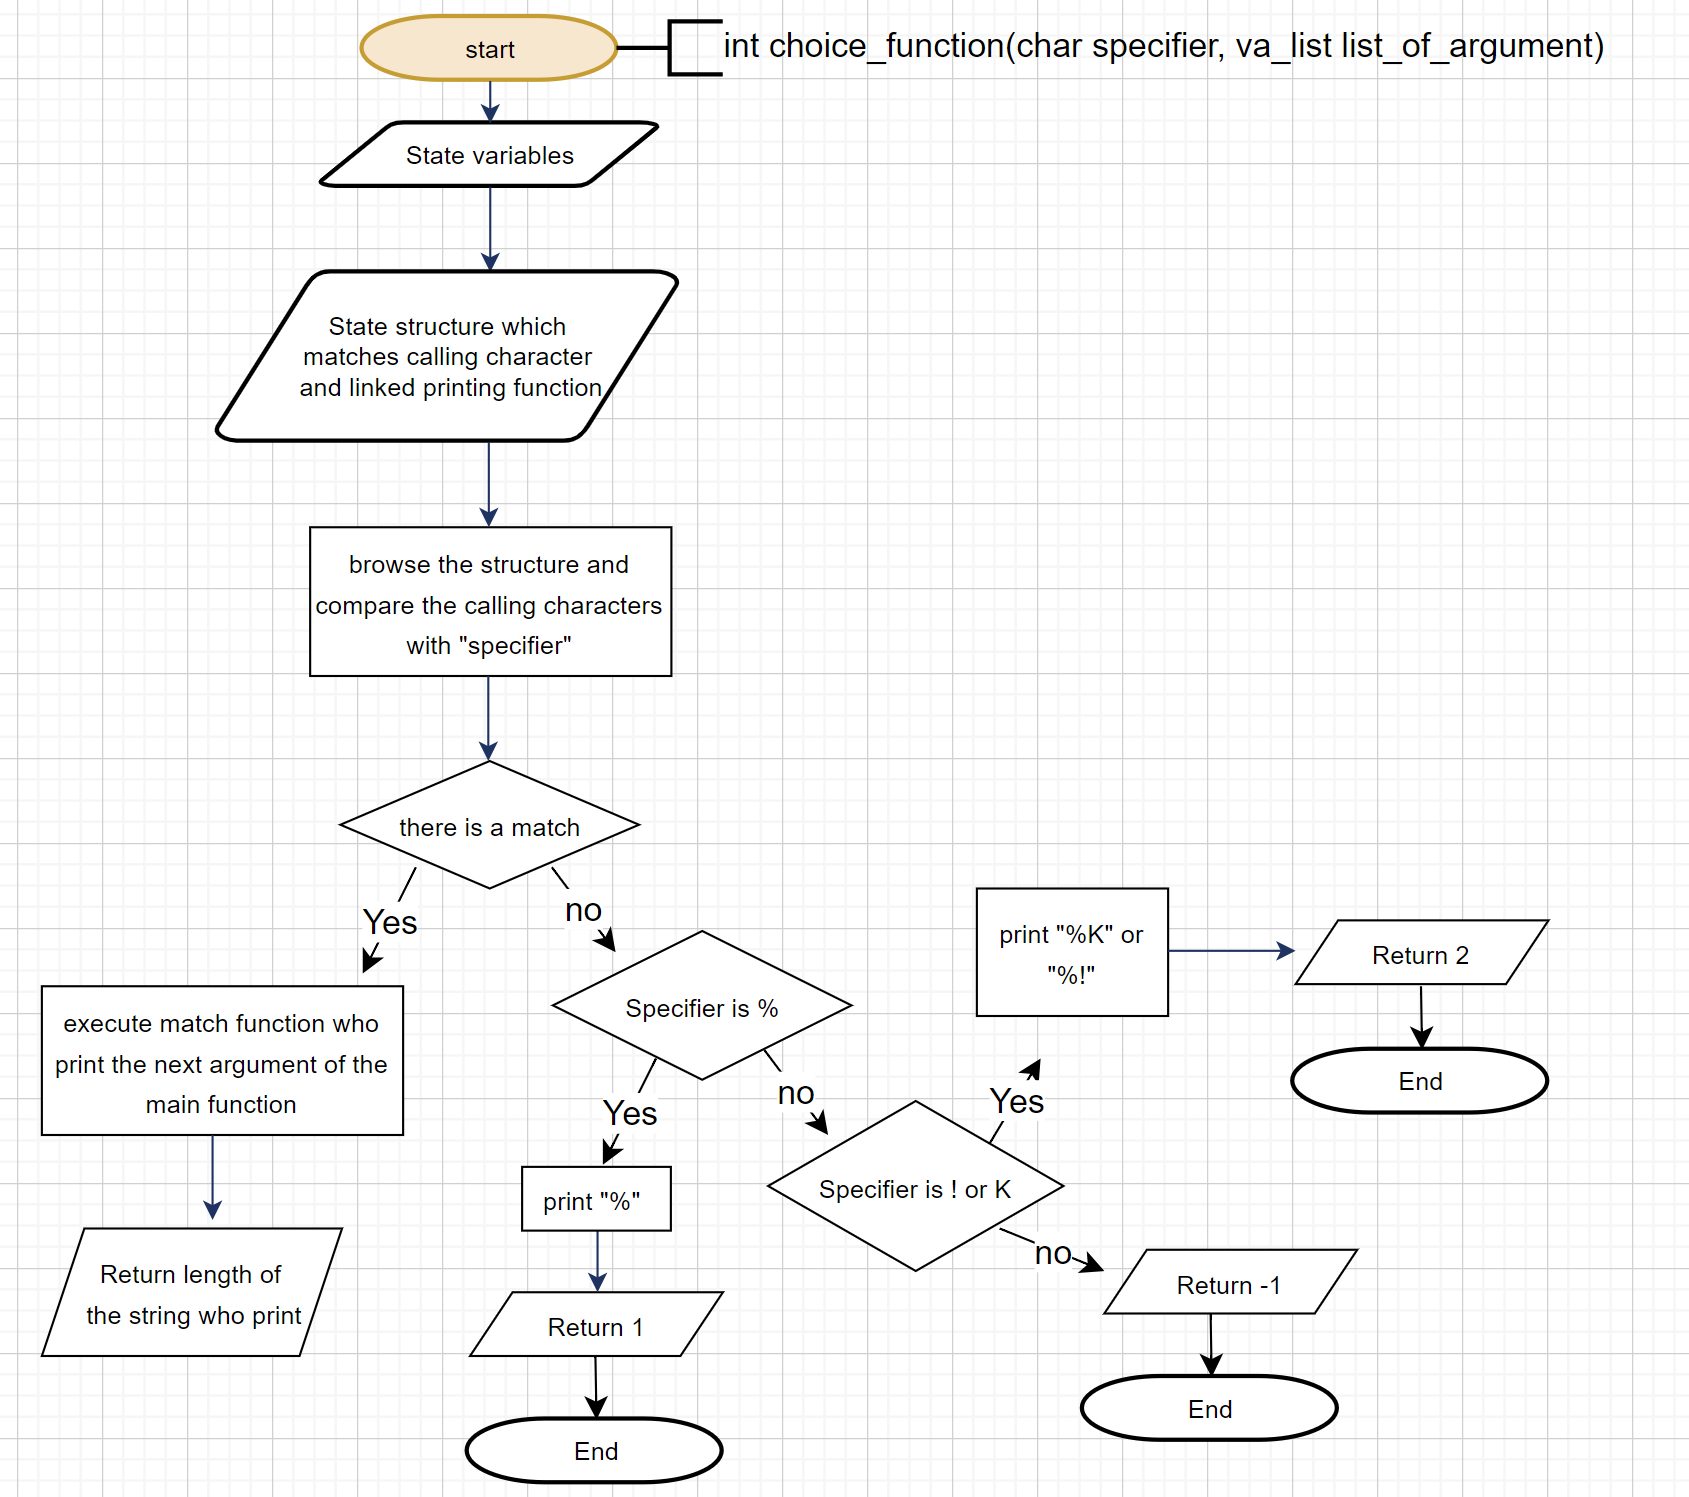 start
int choice_function(char specifier, va_list list_of_argument)
State variables
State structure which
matches calling character
and linked printing function
browse the structure and
compare the calling characters
with "specifier"
there is a match
Yes
no
execute match function who
print the next argument of the
main function
Return length of
the string who print
Specifier is %
Yes
no
print "%"
Return 1
End
Specifier is ! or K
Yes
no
print "%K" or
"%!"
Return 2
End
Return -1
End